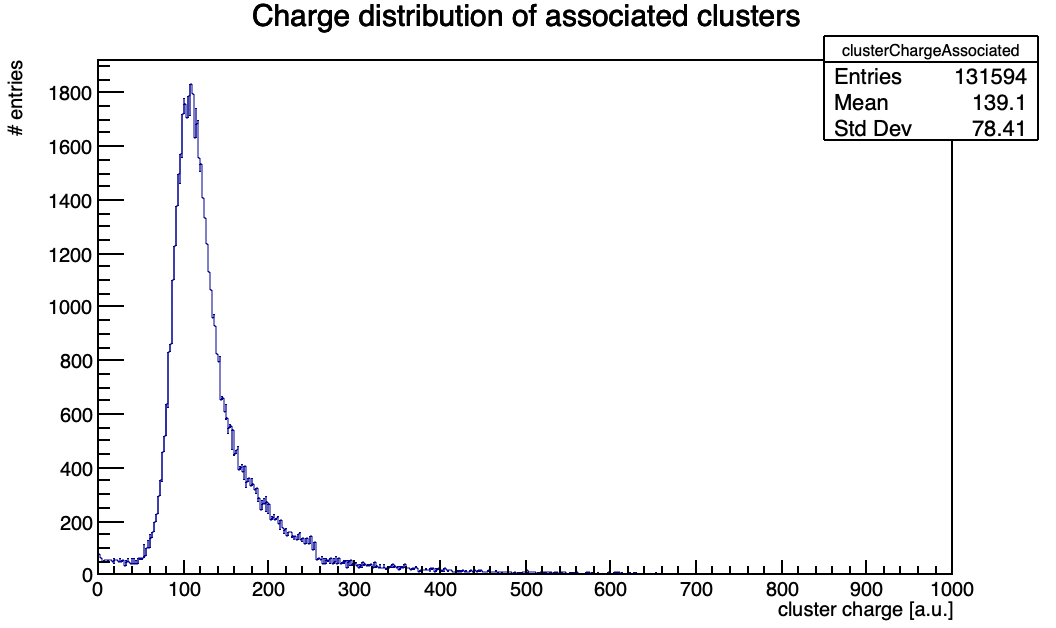 Charge distribution of associated clusters
clusterChargeAssociated
Entries 131594
Mean 139.1
Std Dev 78.41
# entries
1800
1600
1400
1200
1000
800
600
400
200
0
0 100 200 300 400 500 600 700 800 900 1000
cluster charge [a.u.]